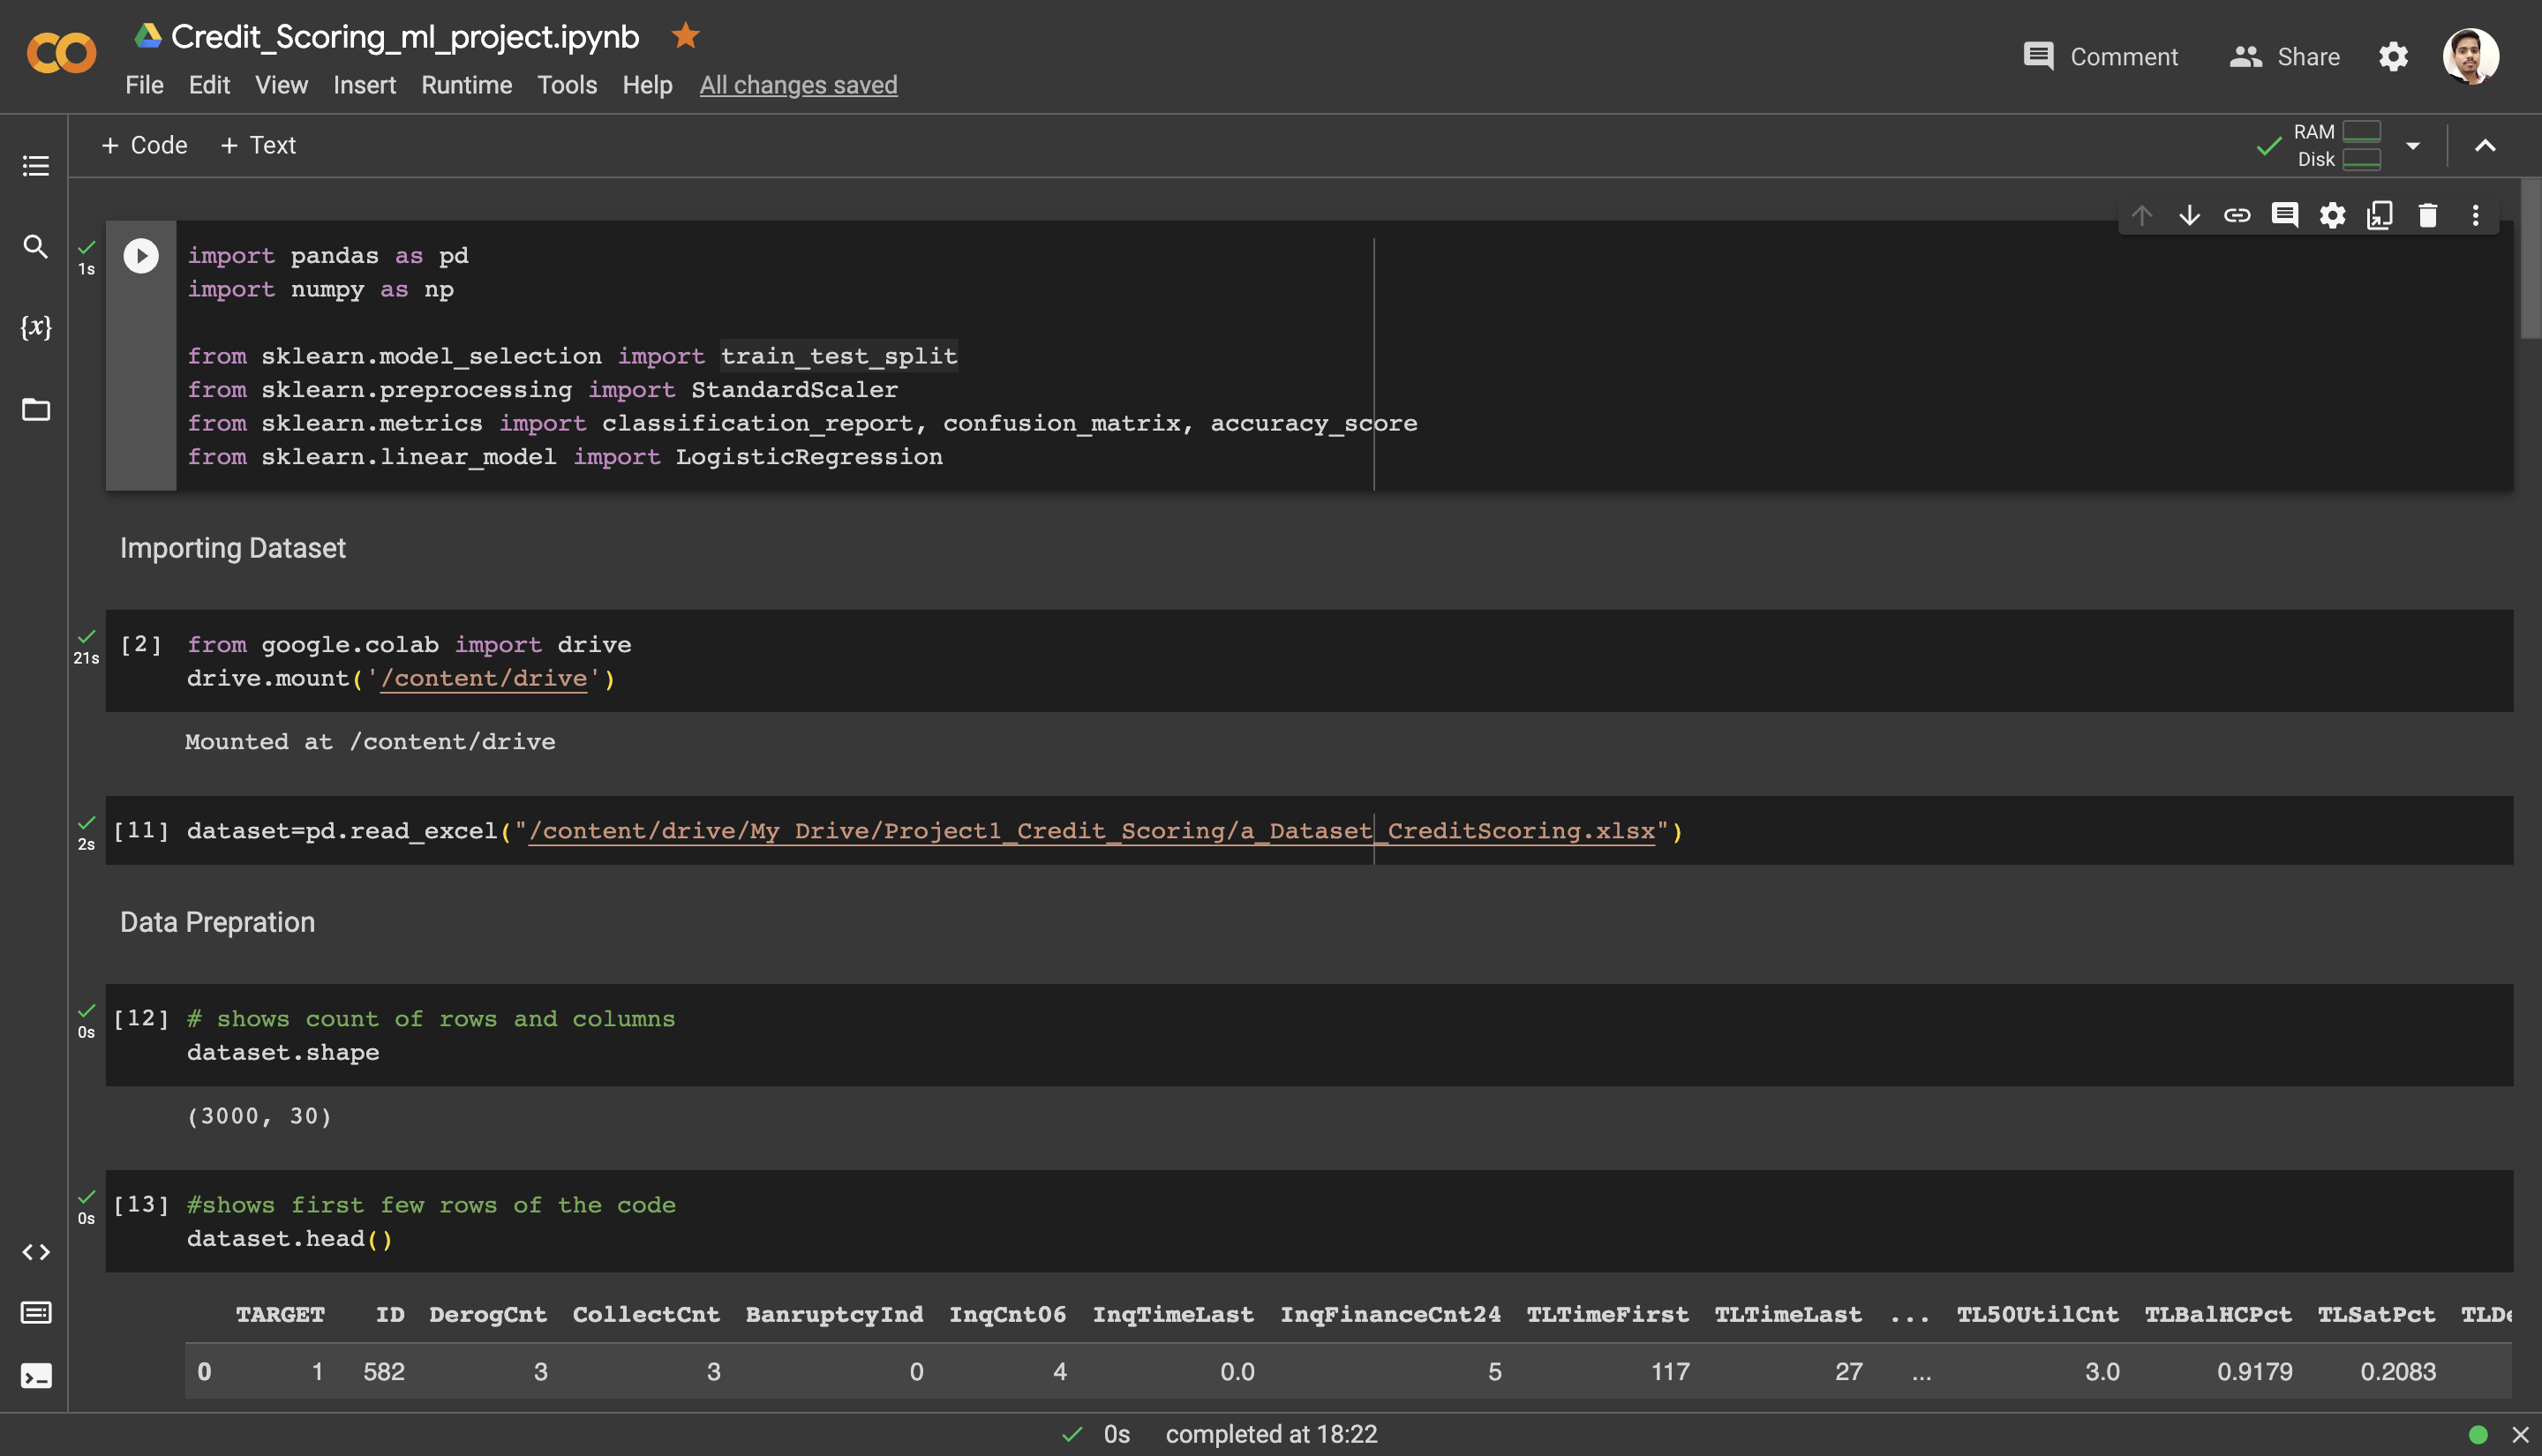 Credit_Scoring_ml_project.ipynb
File Edit View Insert Runtime Tools Help All changes saved
Comment
Share
+ Code + Text
RAM
Disk
1s
import pandas as pd
import numpy as np
from sklearn.model_selection import train_test_split
from sklearn.preprocessing import StandardScaler
from sklearn.metrics import classification_report, confusion_matrix, accuracy_score
from sklearn.linear_model import LogisticRegression
Importing Dataset
21s
[2] from google.colab import drive
drive.mount('/content/drive')
Mounted at /content/drive
2s
[11] dataset=pd.read_excel("/content/drive/My Drive/Project1_Credit_Scoring/a_Dataset_CreditScoring.xlsx")
Data Prepration
0s
[12] # shows count of rows and columns
dataset.shape
(3000, 30)
0s
[13] #shows first few rows of the code
dataset.head()
TARGET ID DerogCnt CollectCnt BanruptcyInd InqCnt06 InqTimeLast InqFinanceCnt24 TLTimeFirst TLTimeLast ... TL50UtilCnt TLBalHCPct TLSatPct TLDe
0 1 582 3 3 0 4 0.0 5 117 27 ... 3.0 0.9179 0.2083
0s completed at 18:22